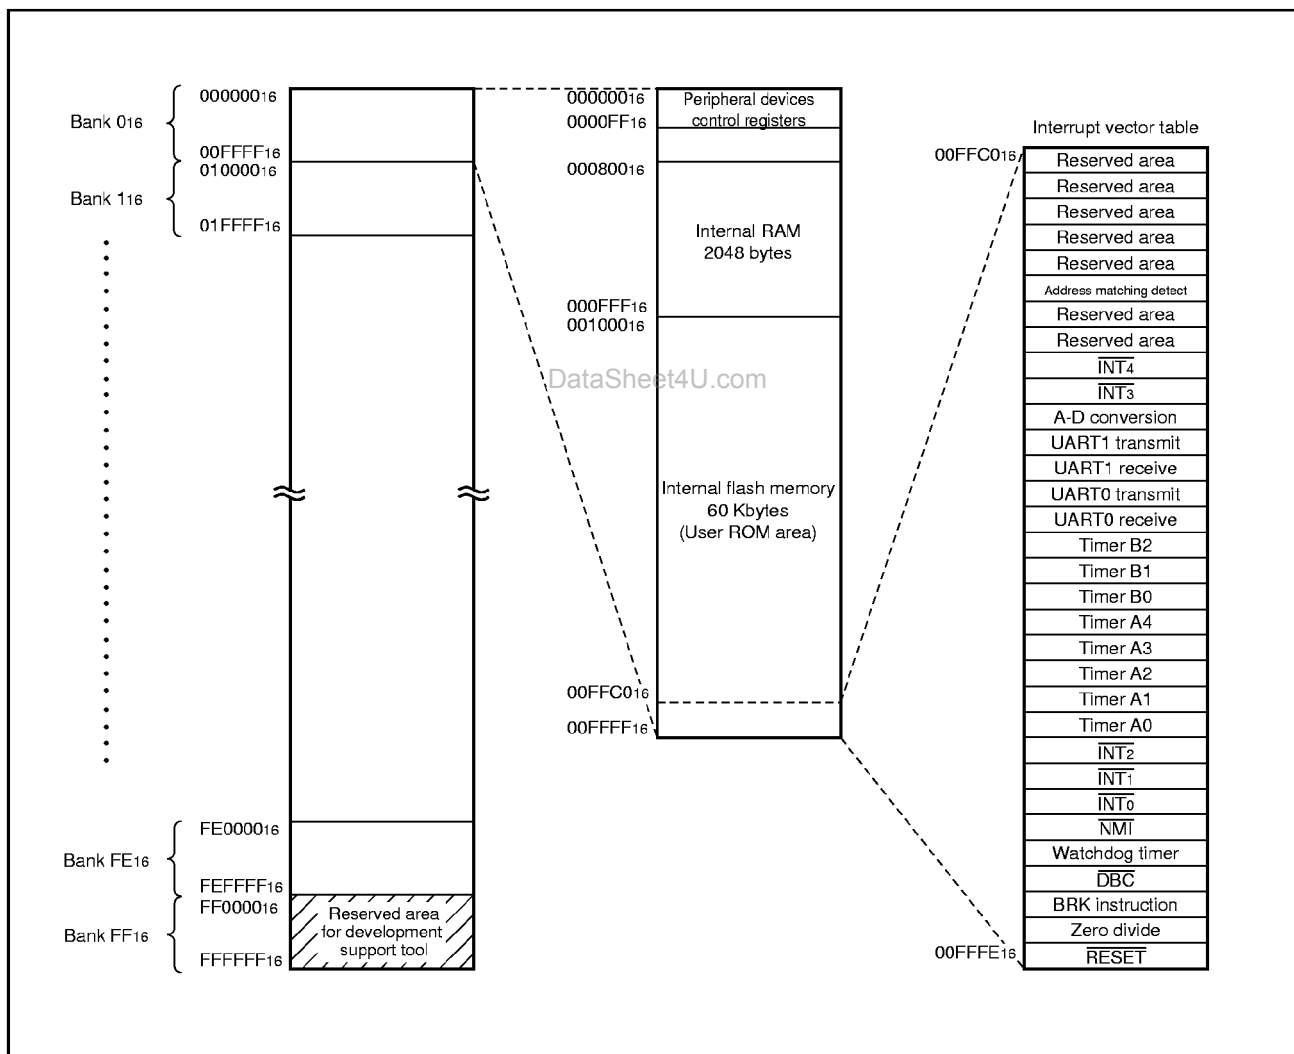 Bank 016
00000016
00FFFF16
Bank 116
01000016
01FFFF16
Bank FE16
FE000016
FEFFFF16
Bank FF16
FF000016
FFFFFF16
Reserved area
for development
support tool
00000016
0000FF16
Peripheral devices
control registers
00080016
Internal RAM
2048 bytes
000FFF16
00100016
DataSheet4U.com
Internal flash memory
60 Kbytes
(User ROM area)
00FFC016
00FFFF16
Interrupt vector table
00FFC016
Reserved area
Reserved area
Reserved area
Reserved area
Reserved area
Address matching detect
Reserved area
Reserved area
INT4
INT3
A-D conversion
UART1 transmit
UART1 receive
UART0 transmit
UART0 receive
Timer B2
Timer B1
Timer B0
Timer A4
Timer A3
Timer A2
Timer A1
Timer A0
INT2
INT1
INT0
NMI
Watchdog timer
DBC
BRK instruction
Zero divide
00FFFE16
RESET